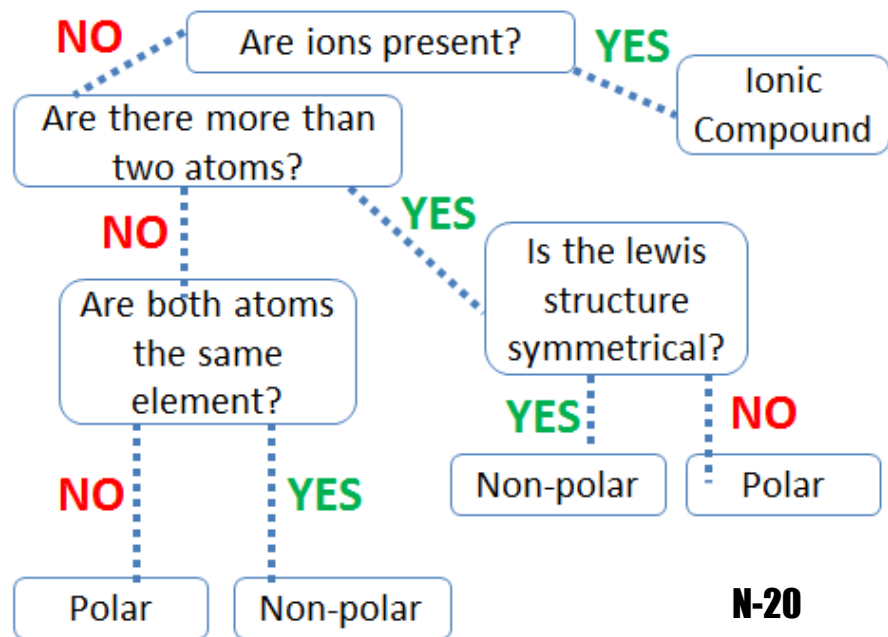 NO
Are ions present?
YES
Ionic
Compound
Are there more than
two atoms?
NO
YES
Is the lewis
structure
symmetrical?
Are both atoms
the same
element?
YES
NO
Non-polar
Polar
NO
YES
Polar
Non-polar
N-20